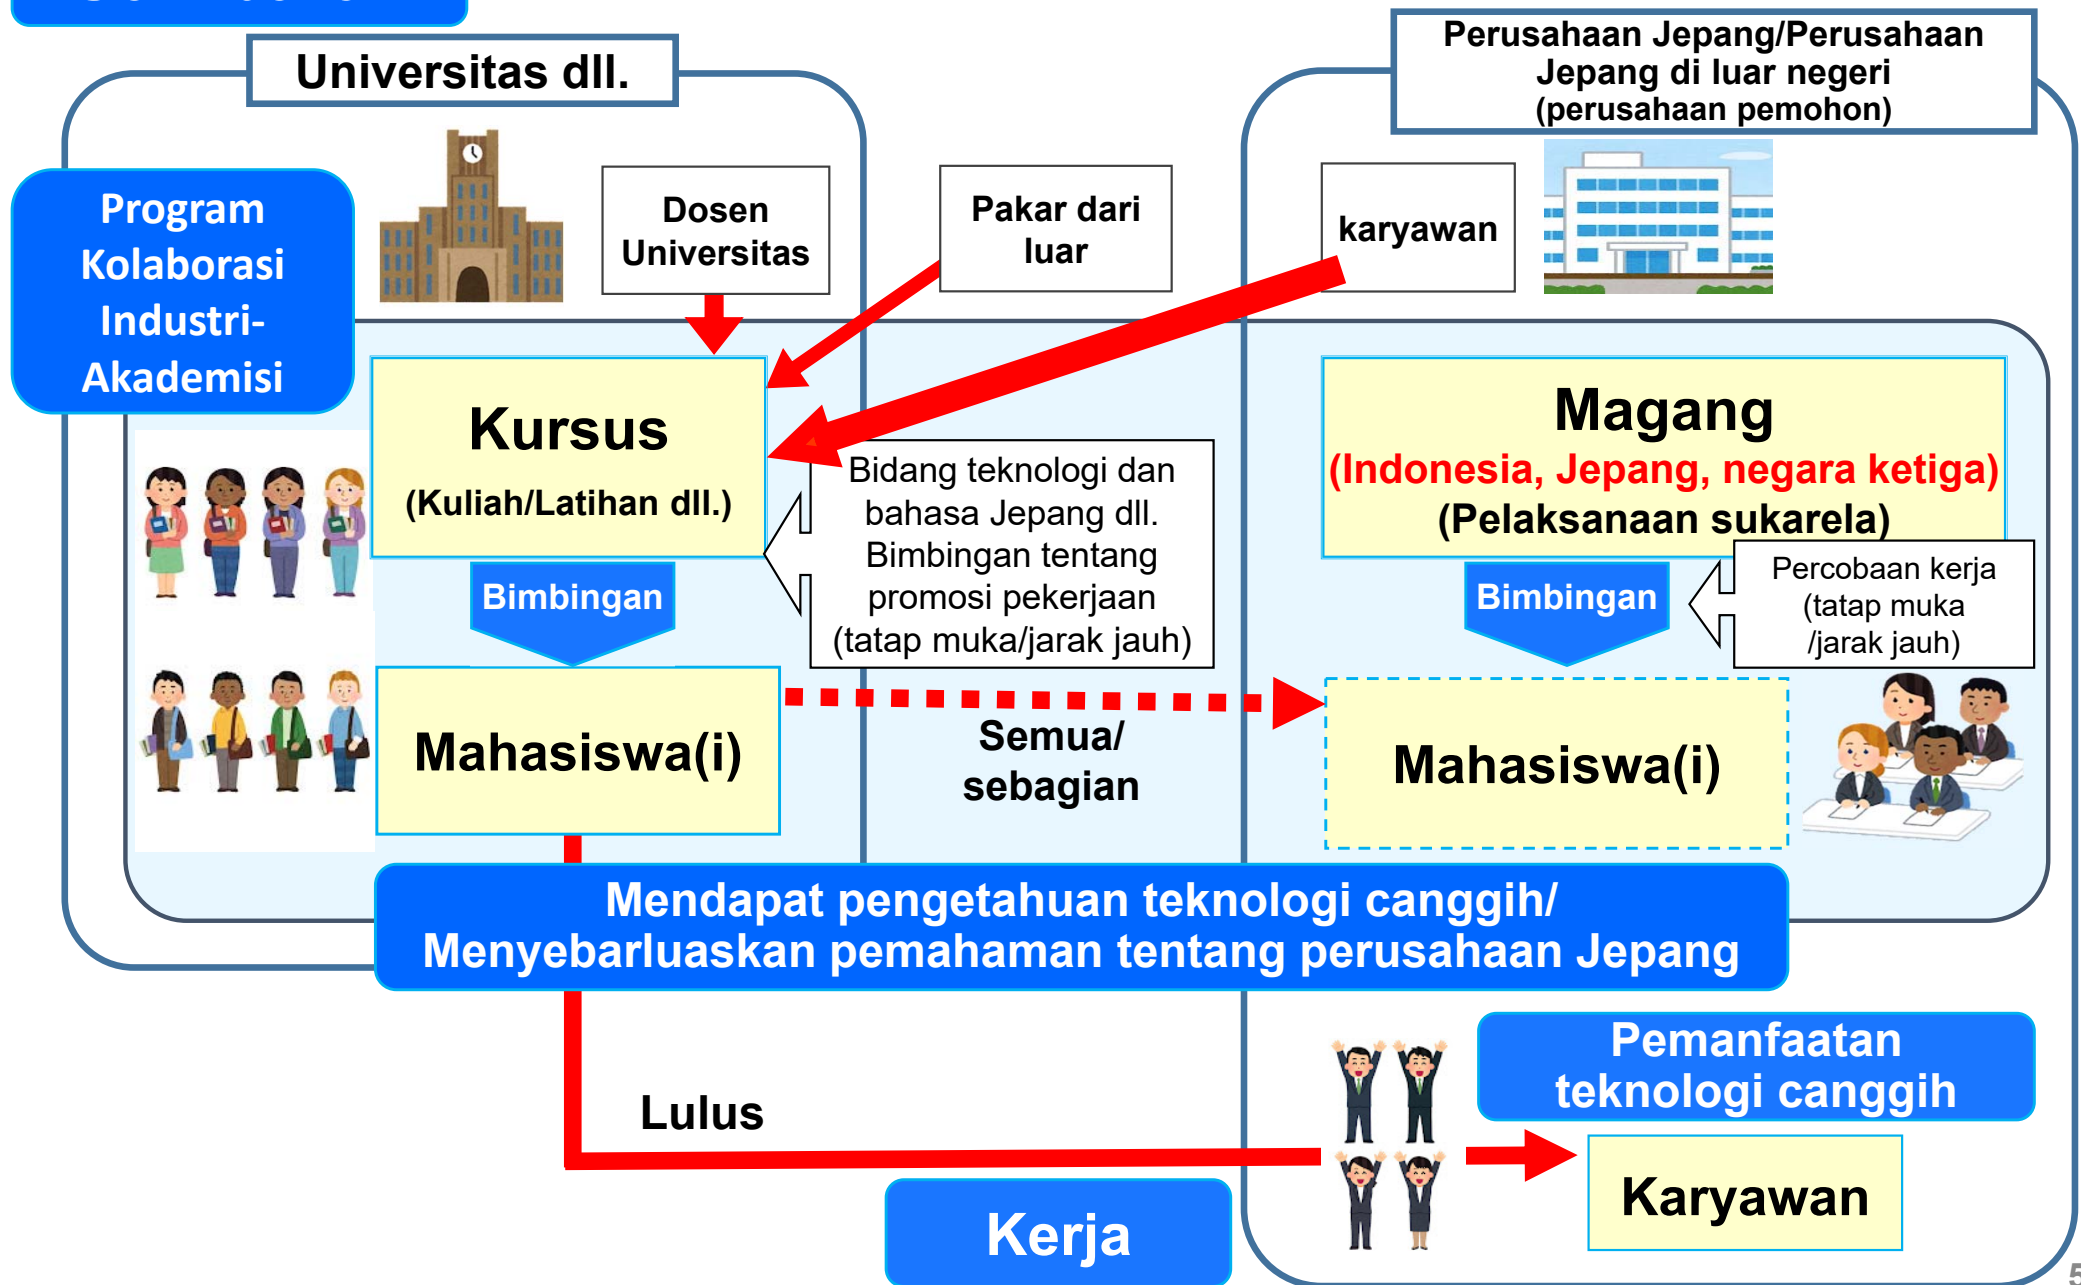 Universitas dll.
Perusahaan Jepang/Perusahaan
Jepang di luar negeri
(perusahaan pemohon)
Program
Kolaborasi
Industri-
Akademisi
Dosen
Universitas
Pakar dari
luar
karyawan
Kursus
(Kuliah/Latihan dll.)
Bidang teknologi dan
bahasa Jepang dll.
Bimbingan tentang
promosi pekerjaan
(tatap muka/jarak jauh)
Magang
(Indonesia, Jepang, negara ketiga)
(Pelaksanaan sukarela)
Bimbingan
Bimbingan
Percobaan kerja
(tatap muka
/jarak jauh)
Mahasiswa(i)
Semua/
sebagian
Mahasiswa(i)
Mendapat pengetahuan teknologi canggih/
Menyebarluaskan pemahaman tentang perusahaan Jepang
Pemanfaatan
teknologi canggih
Lulus
Karyawan
Kerja
5